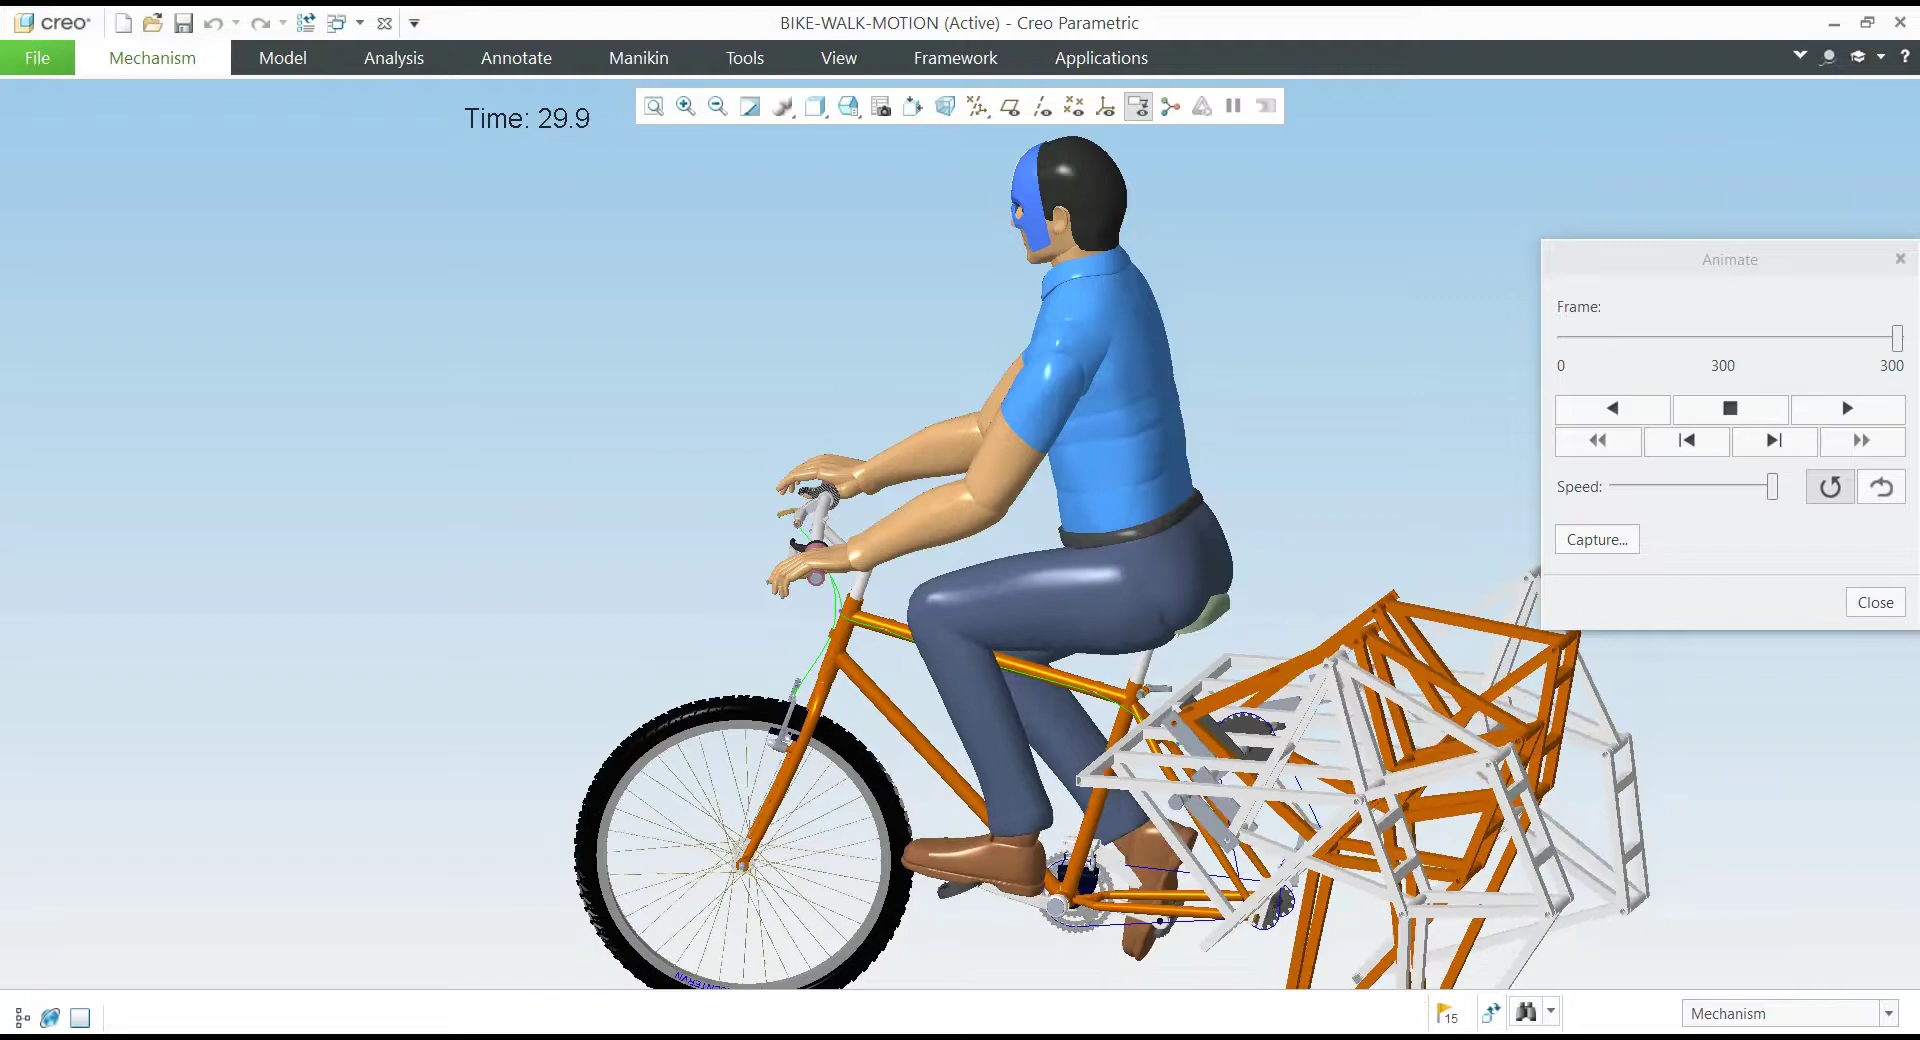 creo
BIKE-WALK-MOTION (Active) - Creo Parametric
File
Mechanism
Model
Analysis
Annotate
Manikin
Tools
View
Framework
Applications
Time: 29.9
Animate
Frame:
0
300
300
Speed:
Capture...
Close
15
Mechanism